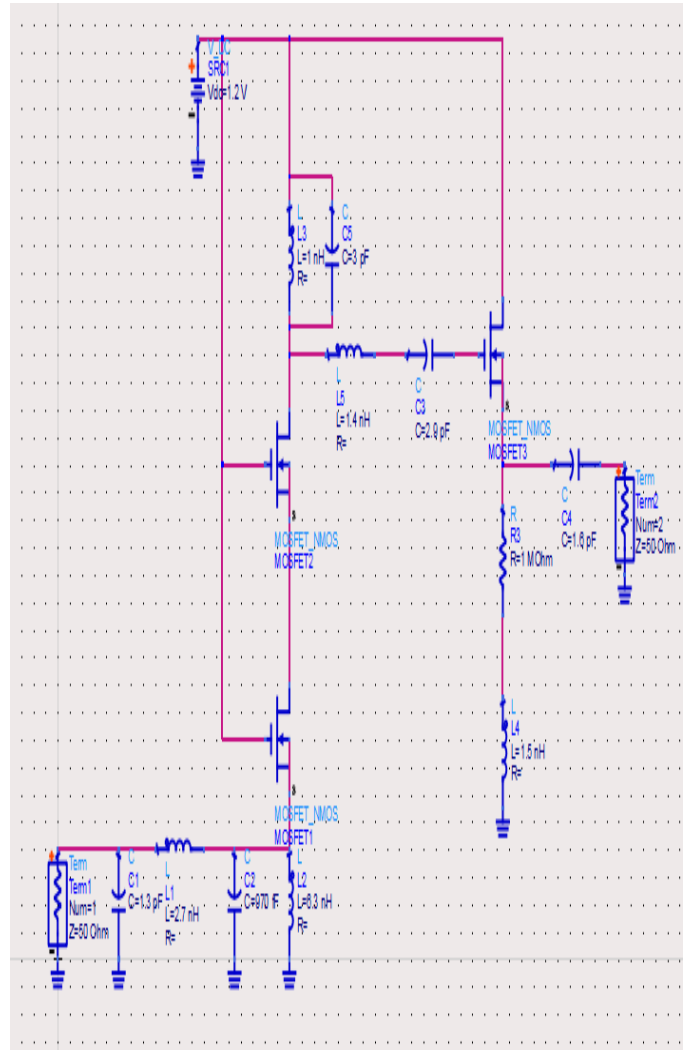 V_DC
SRC1
Vdc=1.2 V
L
L3
L=1 nH
R=
C
C5
C=3 pF
L
L5
L=1.4 nH
R=
C
C3
C=2.9 pF
MOSFET_NMOS
MOSFET3
C
C4
C=1.6 pF
Term
Term2
Num=2
Z=50 Ohm
R
R3
R=1 MOhm
MOSFET_NMOS
MOSFET2
L
L4
L=1.5 nH
R=
MOSFET_NMOS
MOSFET1
Term
Term1
Num=1
Z=50 Ohm
C
C1
C=1.3 pF
L
L1
L=2.7 nH
R=
C
C2
C=970 fF
L
L2
L=6.3 nH
R=